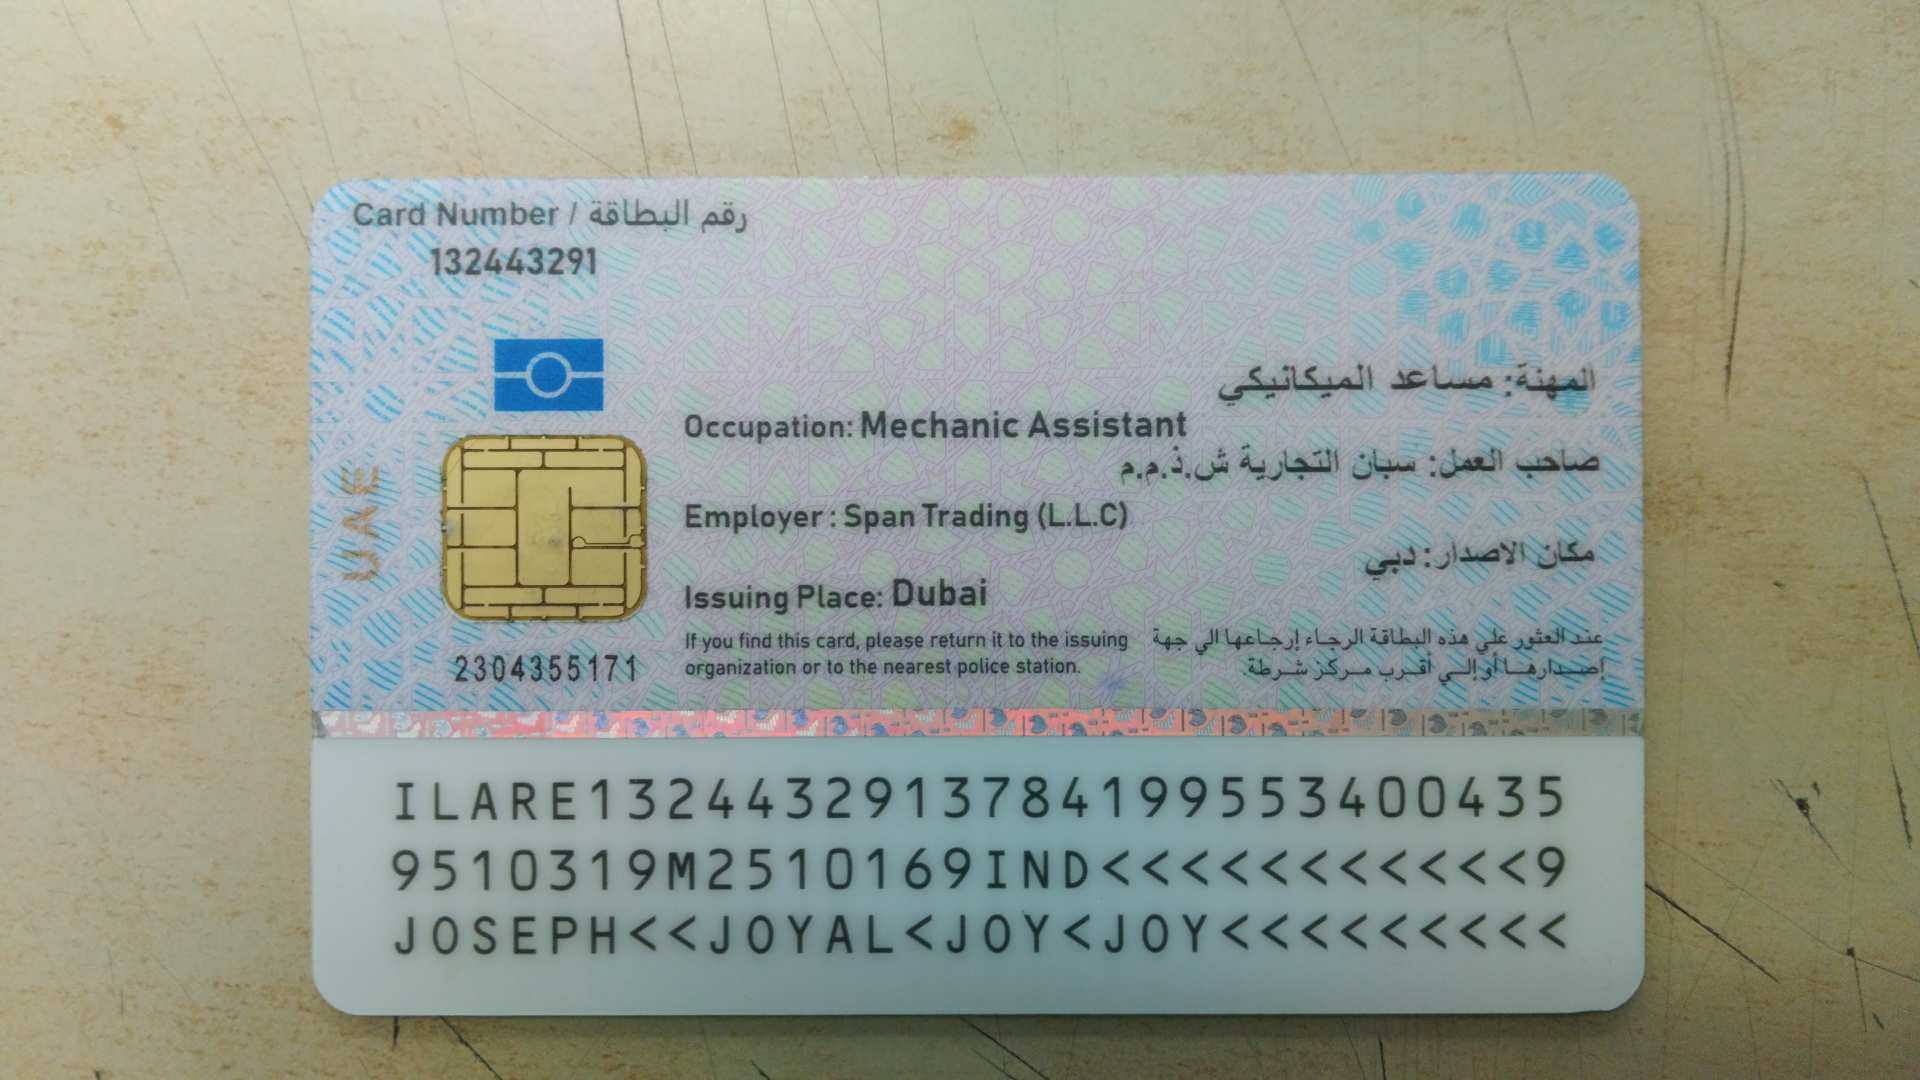 Card Number / رقم البطاقة
132443291
المهنة: مساعد الميكانيكي
Occupation: Mechanic Assistant
صاحب العمل: سبان التجارية ش.ذ.م.م
Employer : Span Trading (L.L.C)
مكان الاصدار: دبي
Issuing Place: Dubai
UAE
If you find this card, please return it to the issuing
organization or to the nearest police station.
عند العثور علي هذه البطاقة الرجاء إرجاعها الي جهة
إصدارها أو إلي أقرب مركز شرطة.
2304355171
ILARE1324432913784199553400435
9510319M2510169IND<<<<<<<<<<<9
JOSEPH<<JOYAL<JOY<JOY<<<<<<<<<